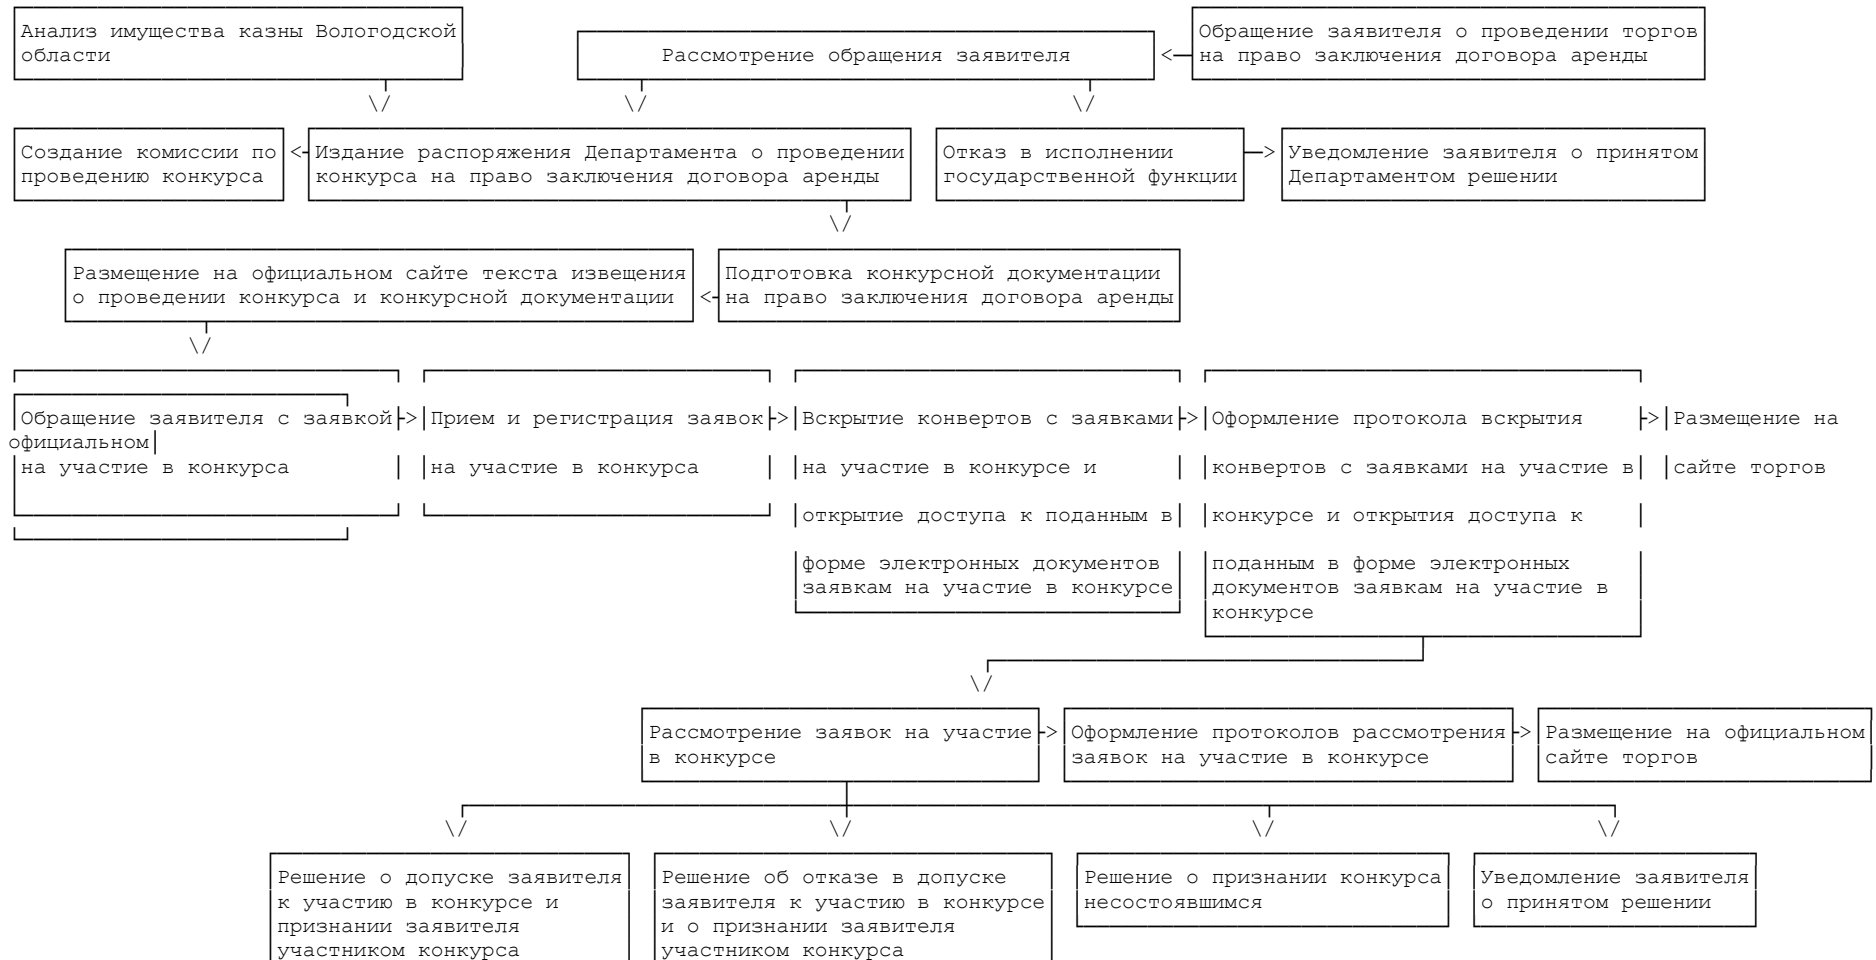 Анализ имущества казны Вологодской
области
Рассмотрение обращения заявителя
Обращение заявителя о проведении торгов
на право заключения договора аренды
Создание комиссии по
проведению конкурса
Издание распоряжения Департамента о проведении
конкурса на право заключения договора аренды
Отказ в исполнении
государственной функции
Уведомление заявителя о принятом
Департаментом решении
Размещение на официальном сайте текста извещения
о проведении конкурса и конкурсной документации
Подготовка конкурсной документации
на право заключения договора аренды
Обращение заявителя с заявкой
на участие в конкурса
Прием и регистрация заявок
на участие в конкурса
Вскрытие конвертов с заявками
на участие в конкурсе и
открытие доступа к поданным в
форме электронных документов
заявкам на участие в конкурсе
Оформление протокола вскрытия
конвертов с заявками на участие в
конкурсе и открытия доступа к
поданным в форме электронных
документов заявкам на участие в
конкурсе
Размещение на
официальном
сайте торгов
Рассмотрение заявок на участие
в конкурсе
Оформление протоколов рассмотрения
заявок на участие в конкурсе
Размещение на официальном
сайте торгов
Решение о допуске заявителя
к участию в конкурсе и
признании заявителя
участником конкурса
Решение об отказе в допуске
заявителя к участию в конкурсе
и о признании заявителя
участником конкурса
Решение о признании конкурса
несостоявшимся
Уведомление заявителя
о принятом решении